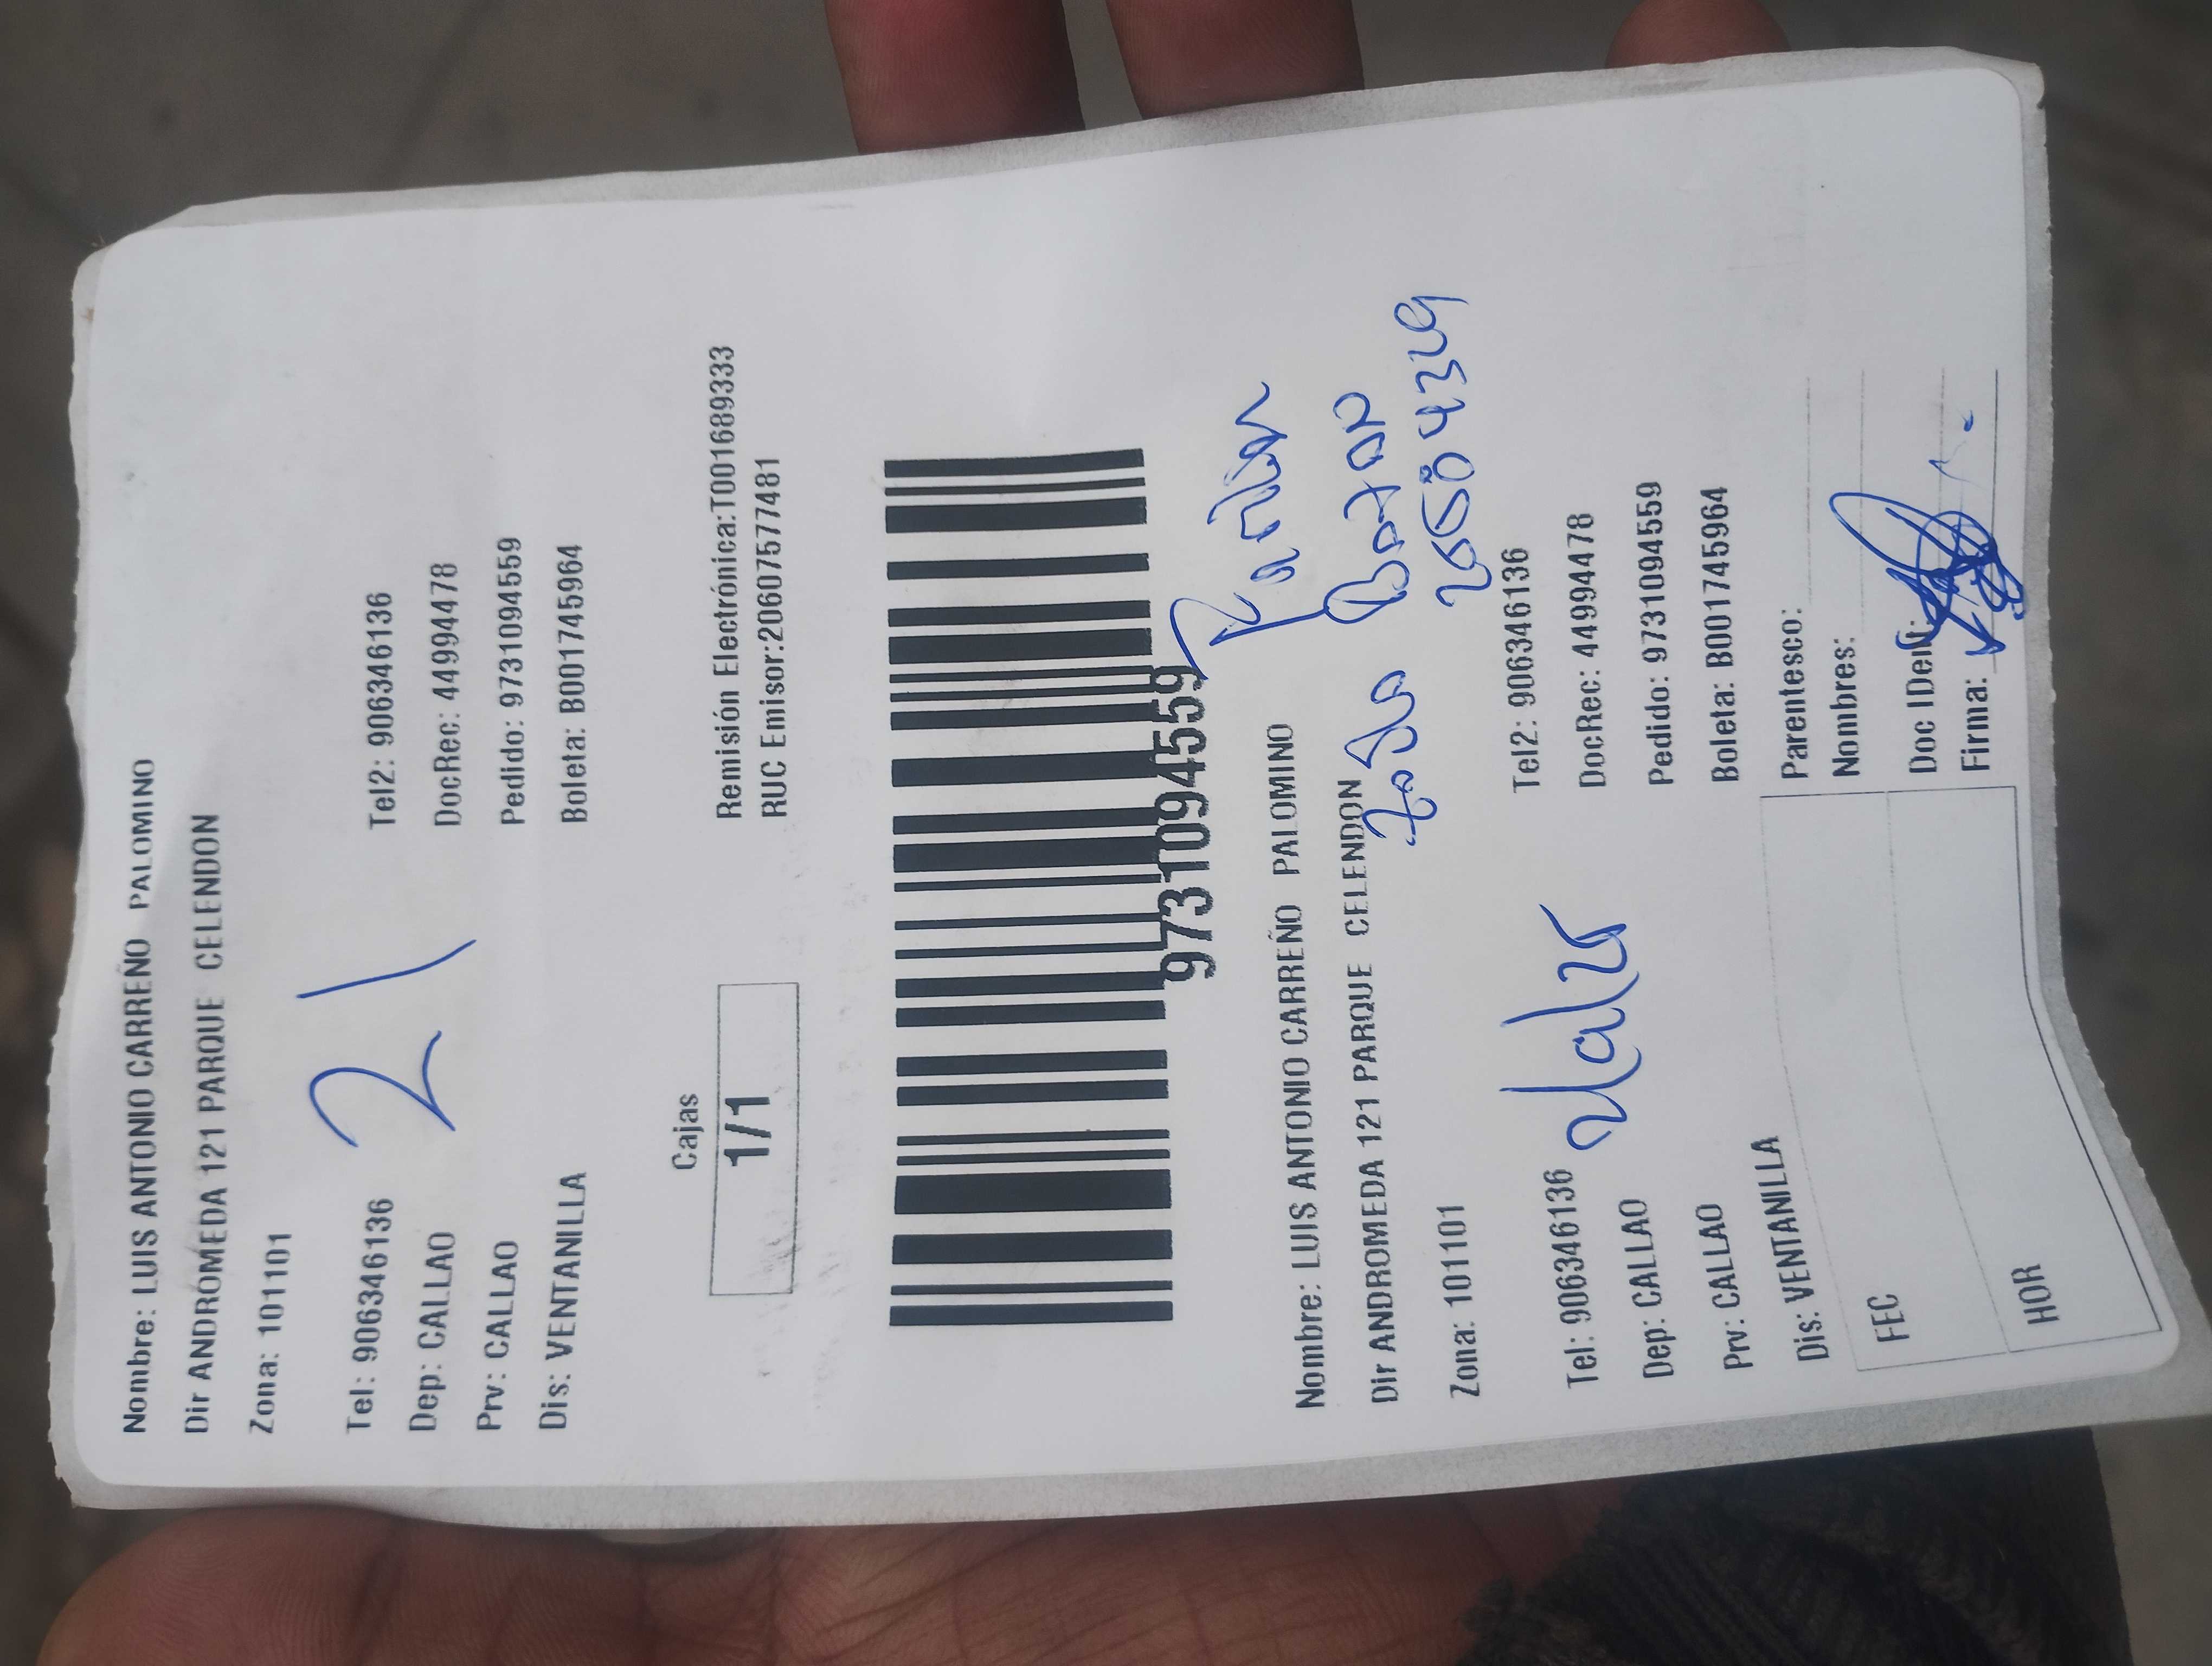 Nombre: LUIS ANTONIO CARREÑO PALOMINO
Dir ANDROMEDA 121 PARQUE CELENDON
Zona: 101101
21
Tel: 906346136 Tel2: 906346136
Dep: CALLAO DocRec: 44994478
Prv: CALLAO Pedido: 9731094559
Dis: VENTANILLA Boleta: B001745964
Cajas
1/1
Remisión Electrónica:T001689333
RUC Emisor:20607577481
9731094559
Nombre: LUIS ANTONIO CARREÑO PALOMINO
Dir ANDROMEDA 121 PARQUE CELENDON
Zona: 101101
Tel: 906346136 Tel2: 906346136
Dep: CALLAO DocRec: 44994478
Prv: CALLAO Pedido: 9731094559
Dis: VENTANILLA Boleta: B001745964
FEC
HOR
Parentesco:
Nombres:
Doc IDent:
Firma: